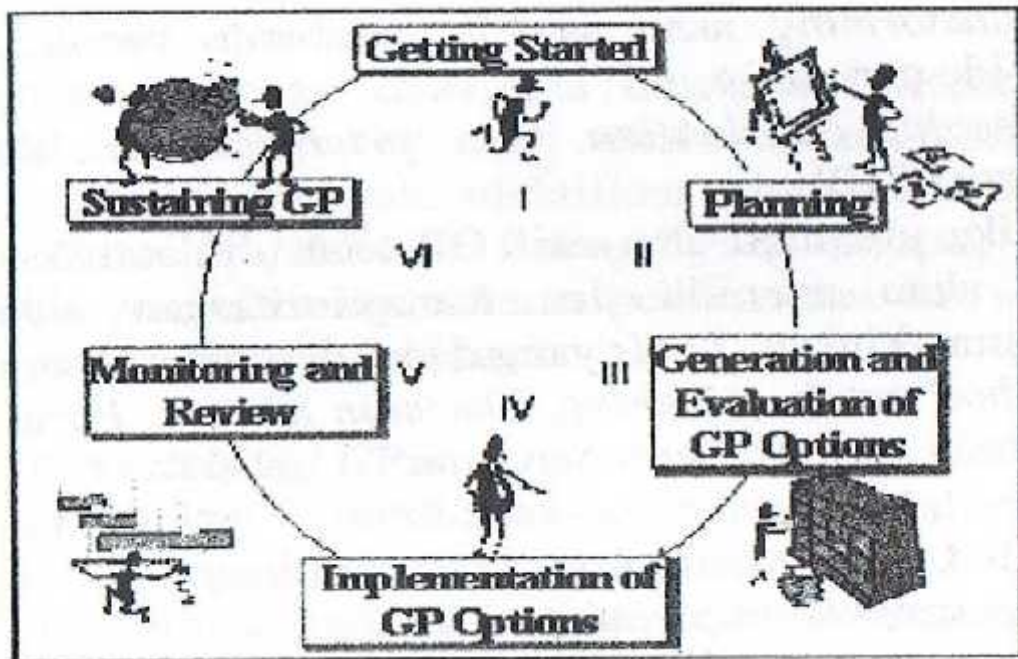 Getting Started
Sustaining GP
I
Planning
VI
II
Monitoring and
Review
V
III
Generation and
Evaluation of
GP Options
IV
Implementation of
GP Options